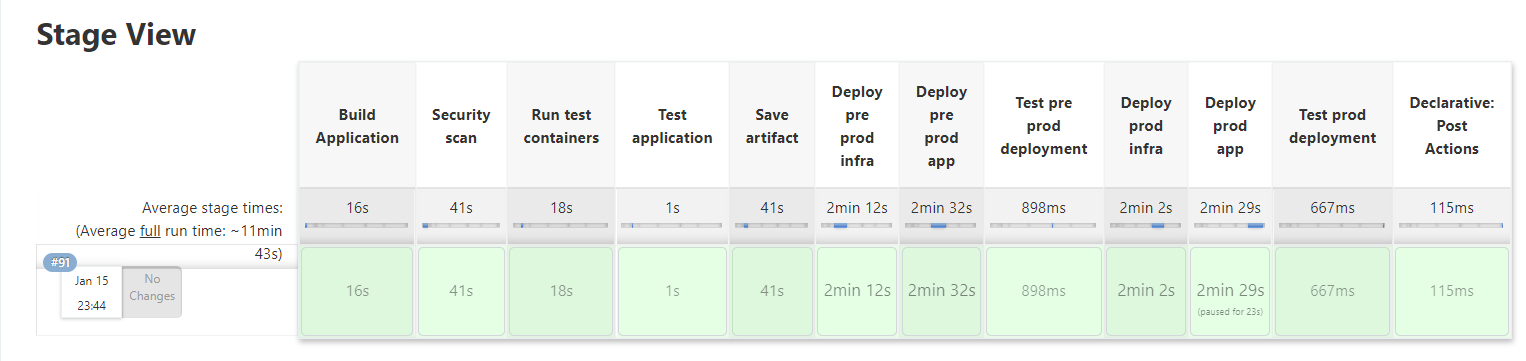 Stage View
Build Application
Security scan
Run test containers
Test application
Save artifact
Deploy pre prod infra
Deploy pre prod app
Test pre prod deployment
Deploy prod infra
Deploy prod app
Test prod deployment
Declarative: Post Actions
Average stage times:
(Average full run time: ~11min
43s)
16s
41s
18s
1s
41s
2min 12s
2min 32s
898ms
2min 2s
2min 29s
667ms
115ms
#91
Jan 15
23:44
No
Changes
16s
41s
18s
1s
41s
2min 12s
2min 32s
898ms
2min 2s
2min 29s
(paused for 23s)
667ms
115ms